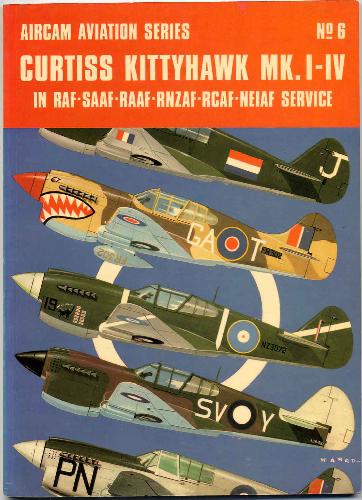 AIRCAM AVIATION SERIES No 6
CURTISS KITTYHAWK MK. I-IV
IN RAF-SAAF-RAAF-RNZAF-RCAF-NEIAF SERVICE
J
GA T
19
NZ3072
SV Y
PN